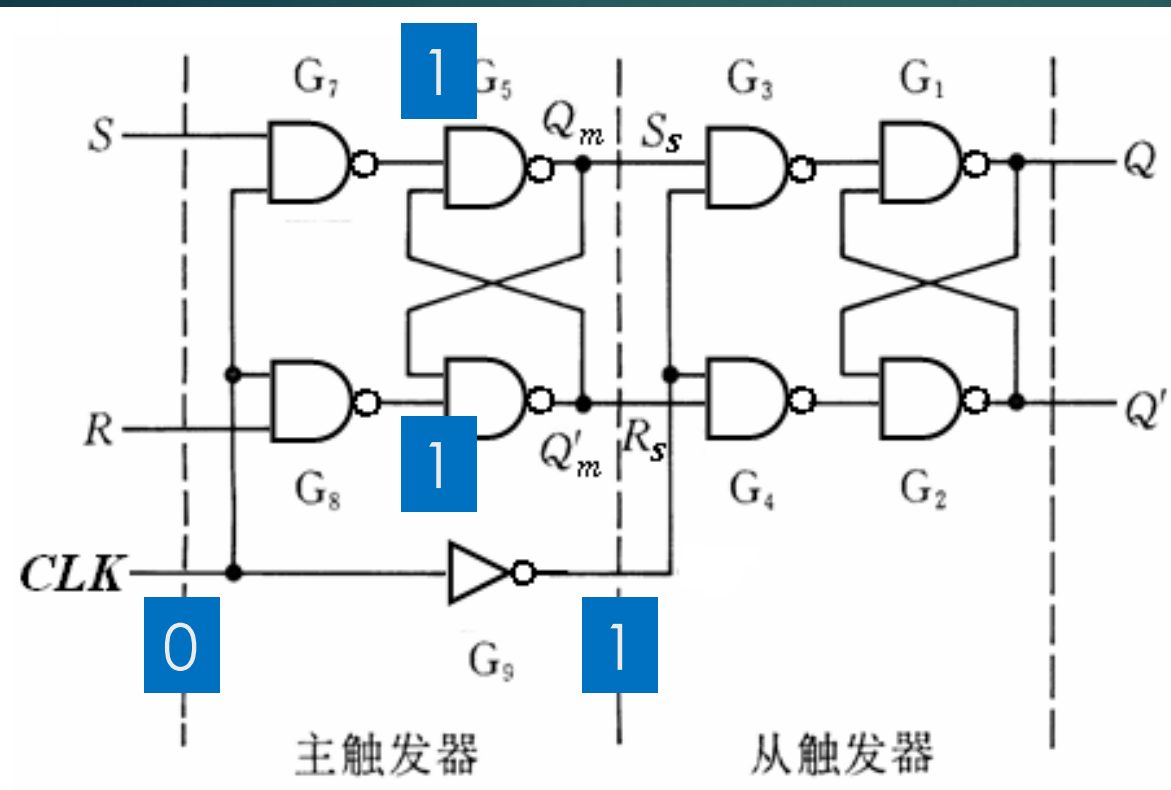 G₇ 1 G₅ G₃ G₁
S Qm Ss Q
R 1 Q'm Rs Q'
G₈ G₄ G₂
CLK
0 G₉ 1
主触发器 从触发器